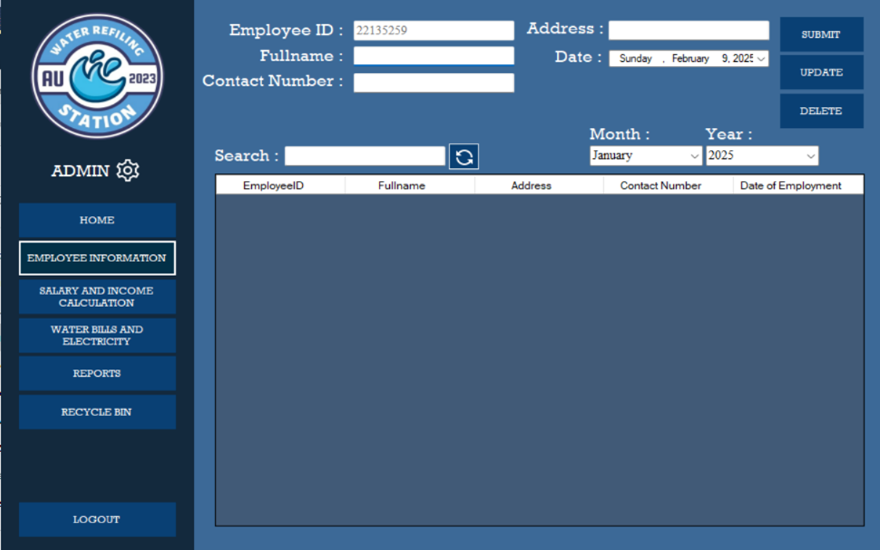 WATER REFILING
AU
2023
STATION
ADMIN
HOME
EMPLOYEE INFORMATION
SALARY AND INCOME
CALCULATION
WATER BILLS AND
ELECTRICITY
REPORTS
RECYCLE BIN
LOGOUT
Employee ID : 22135259
Fullname :
Contact Number :
Address :
Date : Sunday , February 9, 2025
SUBMIT
UPDATE
DELETE
Search :
Month : Year :
January 2025
EmployeeID Fullname Address Contact Number Date of Employment